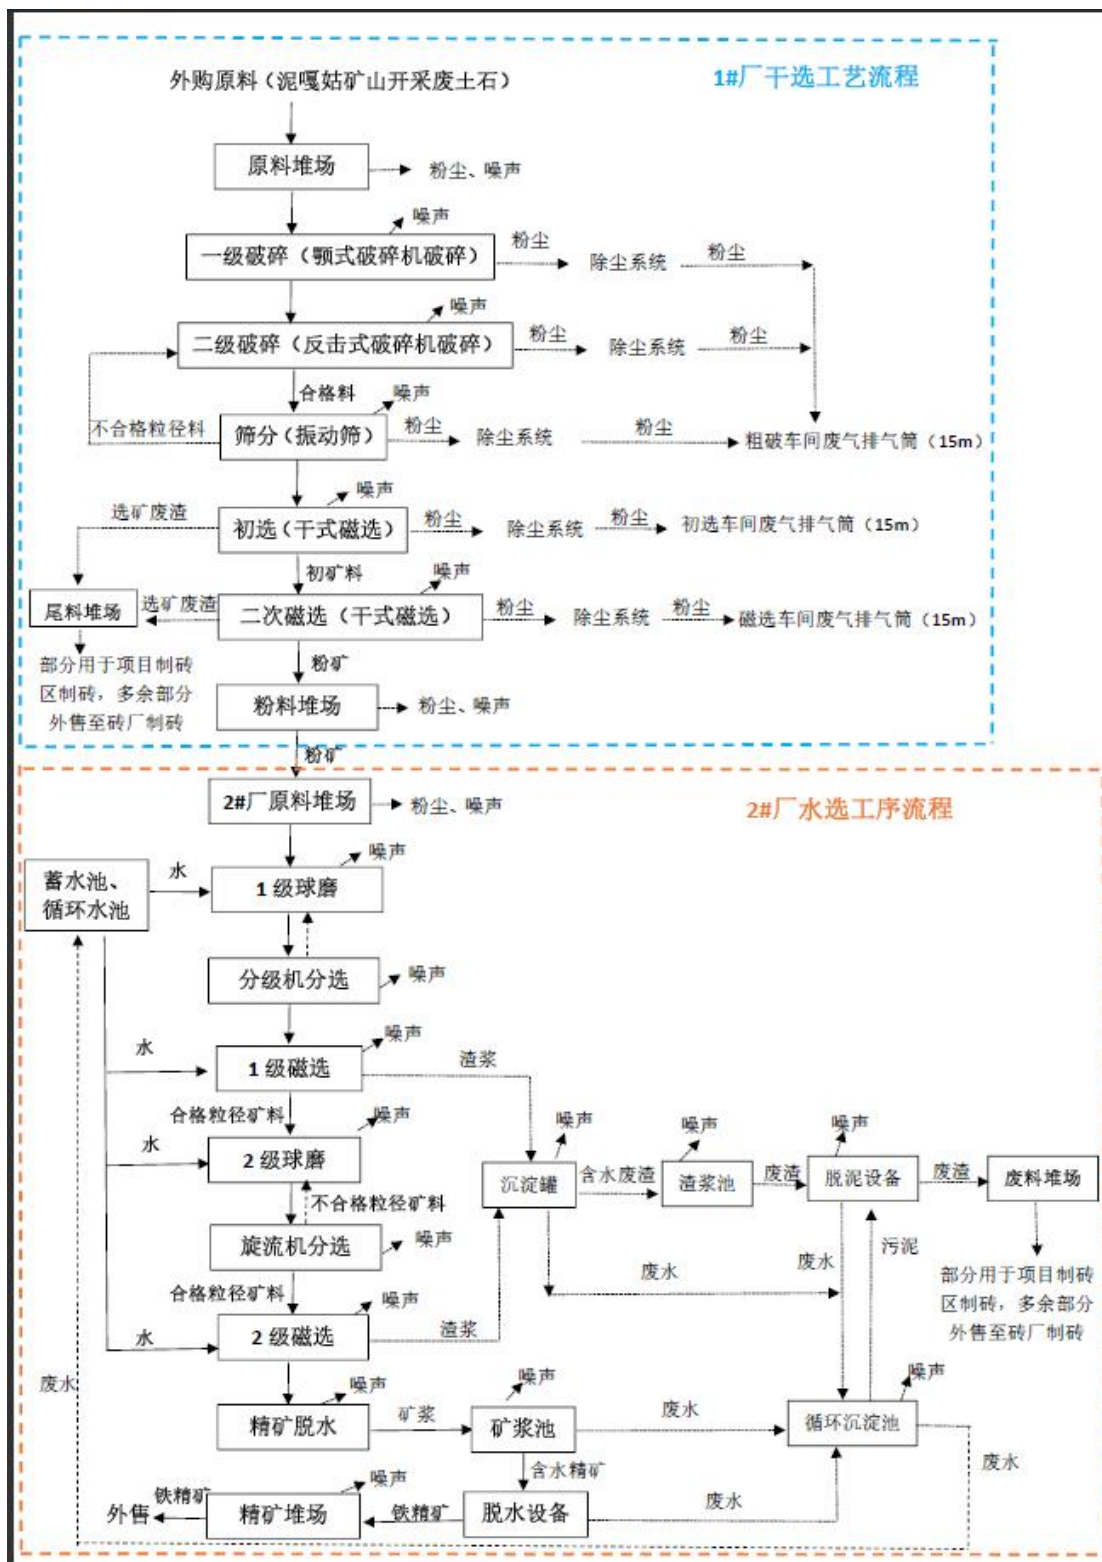 1#厂干选工艺流程
外购原料（泥嘎姑矿山开采废土石）
原料堆场
粉尘、噪声
噪声
一级破碎（颚式破碎机破碎）
粉尘
除尘系统
粉尘
噪声
二级破碎（反击式破碎机破碎）
粉尘
除尘系统
粉尘
合格料
噪声
不合格粒径料
筛分（振动筛）
粉尘
除尘系统
粉尘
粗破车间废气排气筒（15m）
噪声
选矿废渣
初选（干式磁选）
粉尘
除尘系统
粉尘
初选车间废气排气筒（15m）
初矿料
噪声
尾料堆场
选矿废渣
二次磁选（干式磁选）
粉尘
除尘系统
粉尘
磁选车间废气排气筒（15m）
部分用于项目制砖
区制砖，多余部分
外售至砖厂制砖
粉矿
粉料堆场
粉尘、噪声
粉矿
2#厂水选工序流程
2#厂原料堆场
粉尘、噪声
噪声
蓄水池、
循环水池
水
1级球磨
分级机分选
噪声
噪声
水
1级磁选
渣浆
合格粒径矿料
噪声
水
2级球磨
不合格粒径矿料
噪声
沉淀罐
含水废渣
噪声
渣浆池
废渣
噪声
脱泥设备
废渣
废料堆场
旋流机分选
噪声
废水
废水
污泥
部分用于项目制砖
区制砖，多余部分
外售至砖厂制砖
合格粒径矿料
噪声
水
2级磁选
渣浆
废水
噪声
精矿脱水
矿浆
噪声
矿浆池
废水
噪声
循环沉淀池
废水
含水精矿
噪声
外售
铁精矿
精矿堆场
铁精矿
脱水设备
废水